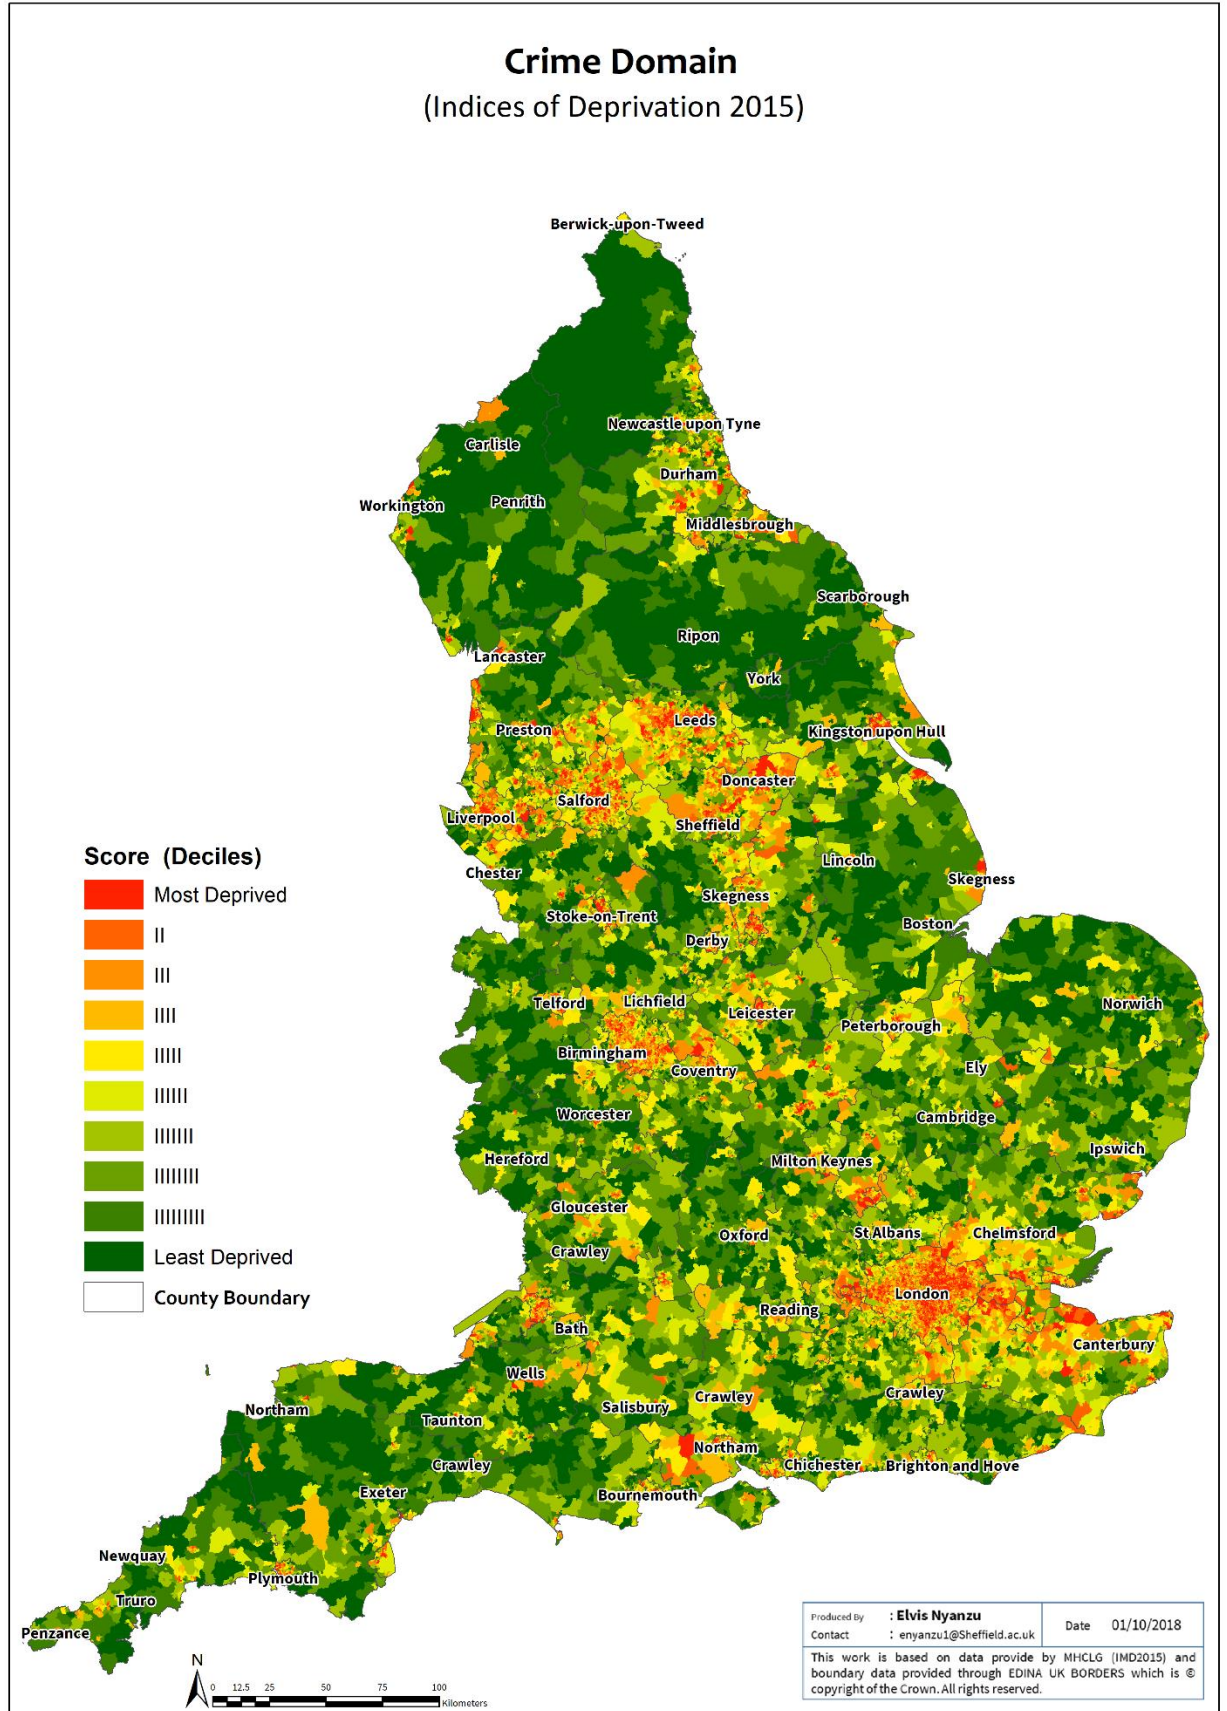 Crime Domain
(Indices of Deprivation 2015)
Berwick-upon-Tweed
Newcastle upon Tyne
Carlisle
Durham
Workington
Penrith
Middlesbrough
Scarborough
Ripon
Lancaster
York
Leeds
Preston
Kingston upon Hull
Doncaster
Salford
Liverpool
Sheffield
Score (Deciles)
Most Deprived
II
III
IIII
IIIII
IIIIII
IIIIIII
IIIIIIII
IIIIIIIII
Least Deprived
County Boundary
Lincoln
Chester
Skegness
Skegness
Stoke-on-Trent
Boston
Derby
Telford
Lichfield
Norwich
Leicester
Peterborough
Birmingham
Coventry
Ely
Worcester
Cambridge
Hereford
Milton Keynes
Ipswich
Gloucester
Oxford
St Albans
Chelmsford
Crawley
London
Reading
Bath
Canterbury
Wells
Crawley
Crawley
Northam
Salisbury
Taunton
Northam
Crawley
Chichester
Brighton and Hove
Exeter
Bournemouth
Newquay
Plymouth
Truro
Penzance
N
0 12.5 25 50 75 100
Kilometers
Produced By : Elvis Nyanzu
Contact : enyanzu1@Sheffield.ac.uk
Date 01/10/2018
This work is based on data provide by MHCLG (IMD2015) and
boundary data provided through EDINA UK BORDERS which is ©
copyright of the Crown. All rights reserved.